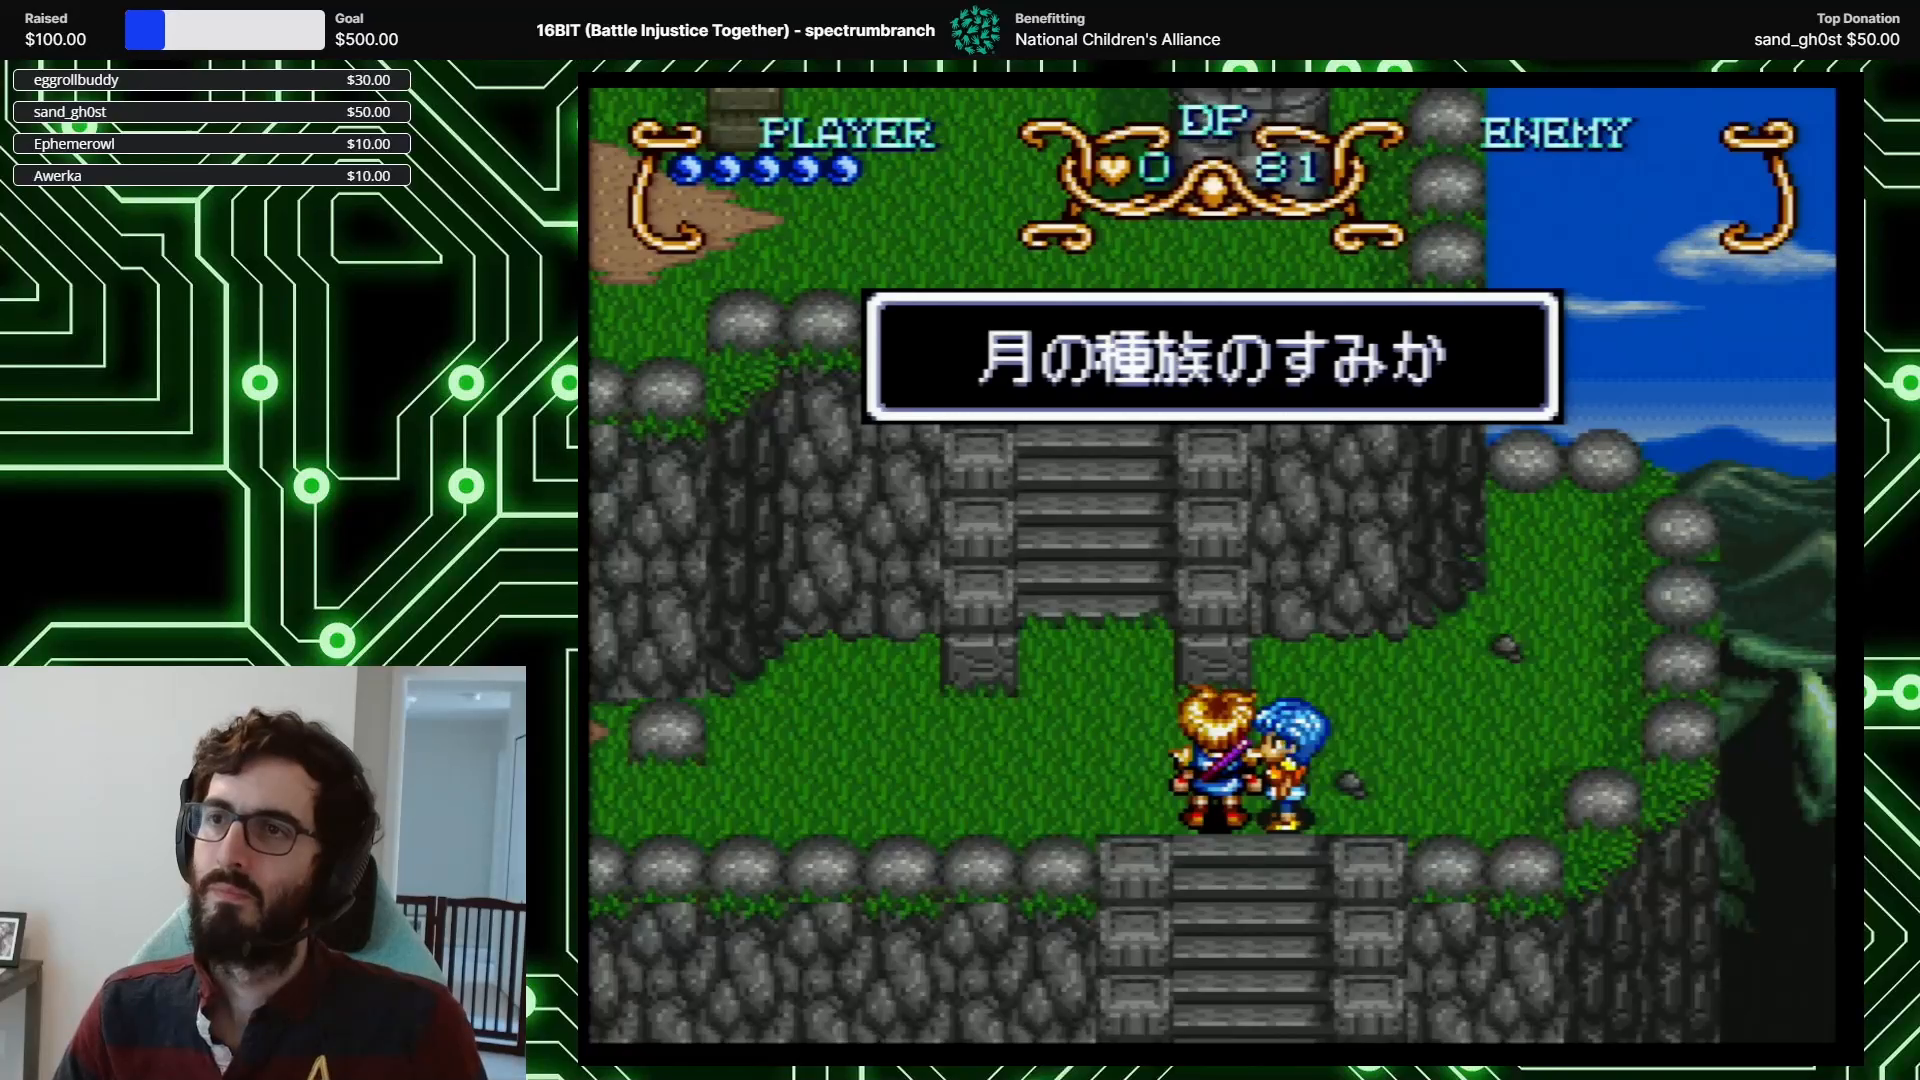 Raised
$100.00
Goal
$500.00
16BIT (Battle Injustice Together) - spectrumbranch
Benefitting
National Children's Alliance
Top Donation
sand_gh0st $50.00
eggrollbuddy $30.00
sand_gh0st $50.00
Ephemerowl $10.00
Awerka $10.00
PLAYER
DP
ENEMY
0 81
月の種族のすみか